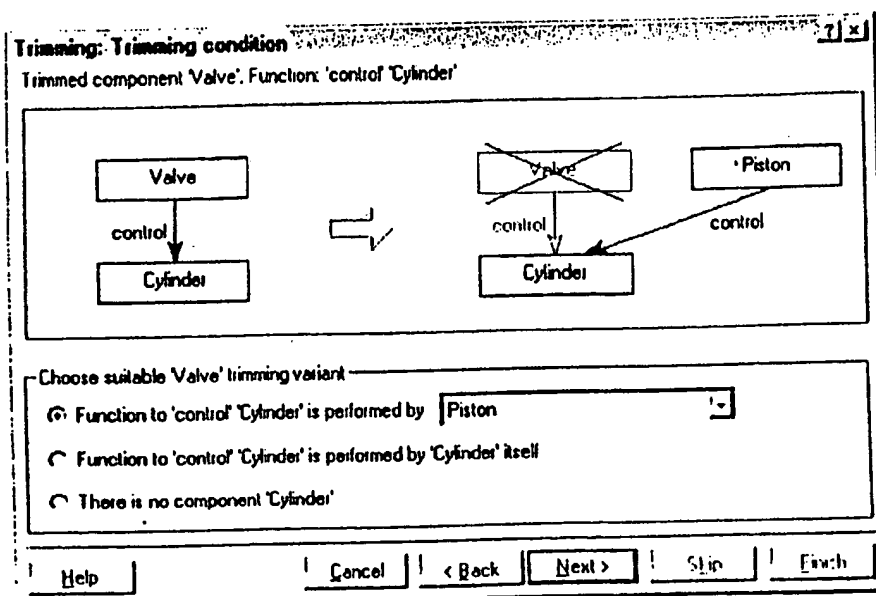 Trimming: Trimming condition
Trimmed component 'Valve'. Function: 'control' 'Cylinder'
Valve
control
Cylinder
Valve
Piston
control
control
Cylinder
Choose suitable 'Valve' trimming variant
Function to 'control' 'Cylinder' is performed by Piston
Function to 'control' 'Cylinder' is performed by 'Cylinder' itself
There is no component 'Cylinder'
Help Cancel < Back Next > Skip Finish